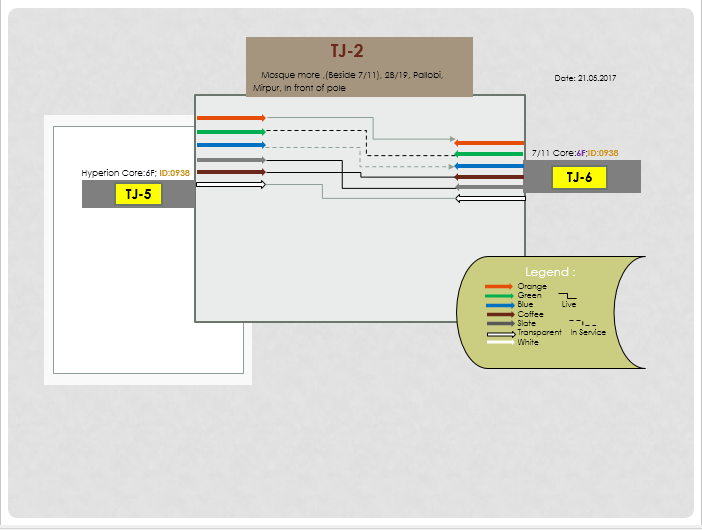 TJ-2
Mosque more ,(Beside 7/11), 2B/19, Pallobi,
Mirpur, In front of pole
Date: 21.05.2017
7/11 Core:6F;ID:0938
TJ-6
Hyperion Core:6F; ID:0938
TJ-5
Legend :
Orange
Green
Blue
Live
Coffee
Slate
Transparent
In Service
White